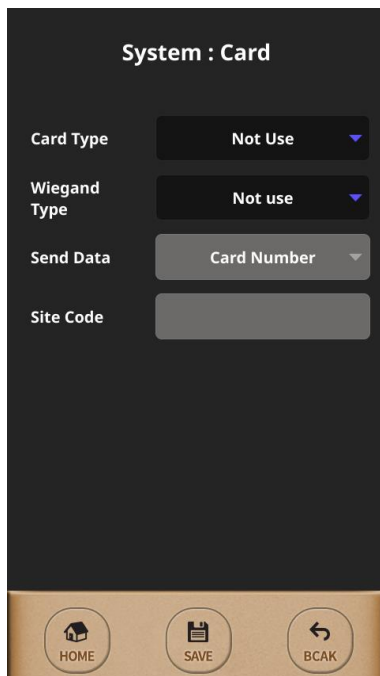 System : Card
Card Type
Not Use
Wiegand
Type
Not use
Send Data
Card Number
Site Code
HOME
SAVE
BCAK